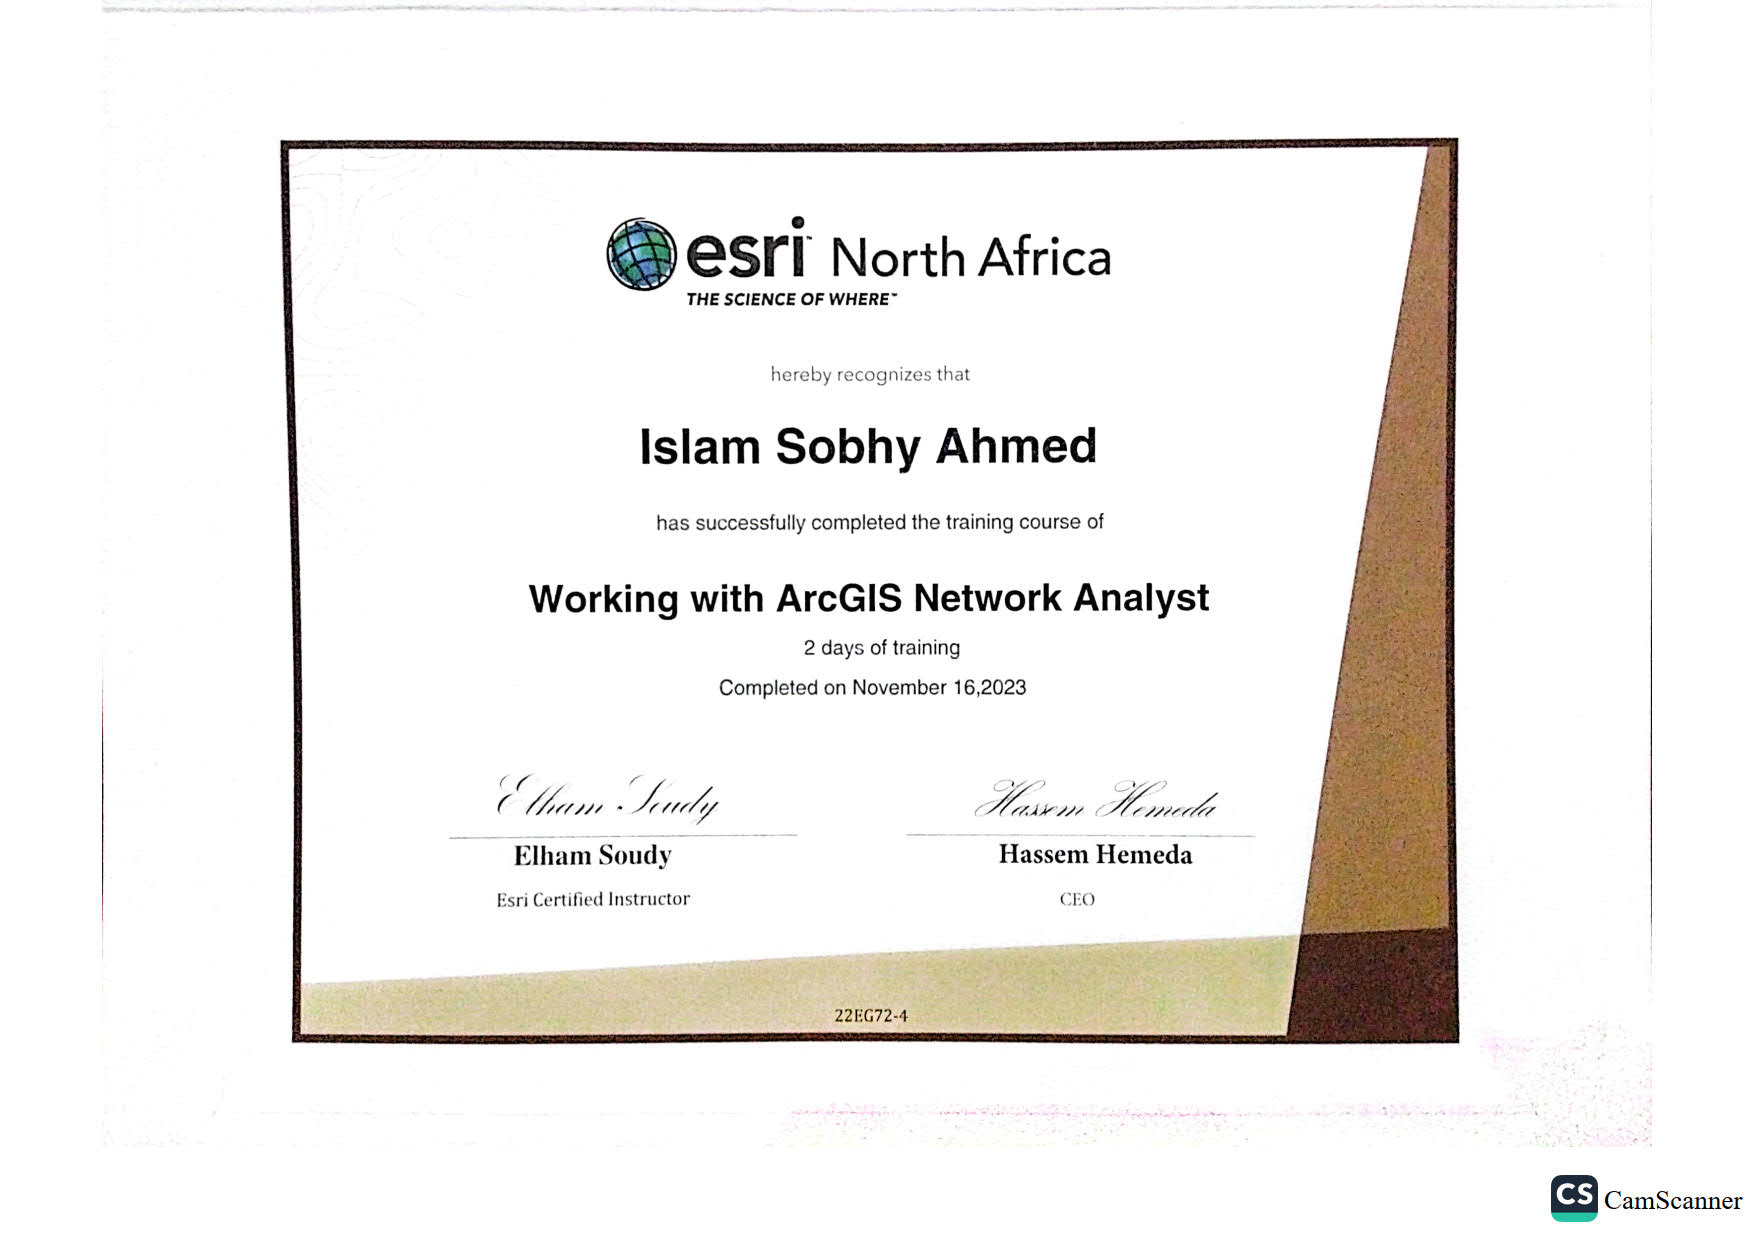 esri™ North Africa
THE SCIENCE OF WHERE™
hereby recognizes that
Islam Sobhy Ahmed
has successfully completed the training course of
Working with ArcGIS Network Analyst
2 days of training
Completed on November 16,2023
Elham Soudy Hassem Hemeda
Elham Soudy Hassem Hemeda
Esri Certified Instructor CEO
22EG72-4
CS CamScanner